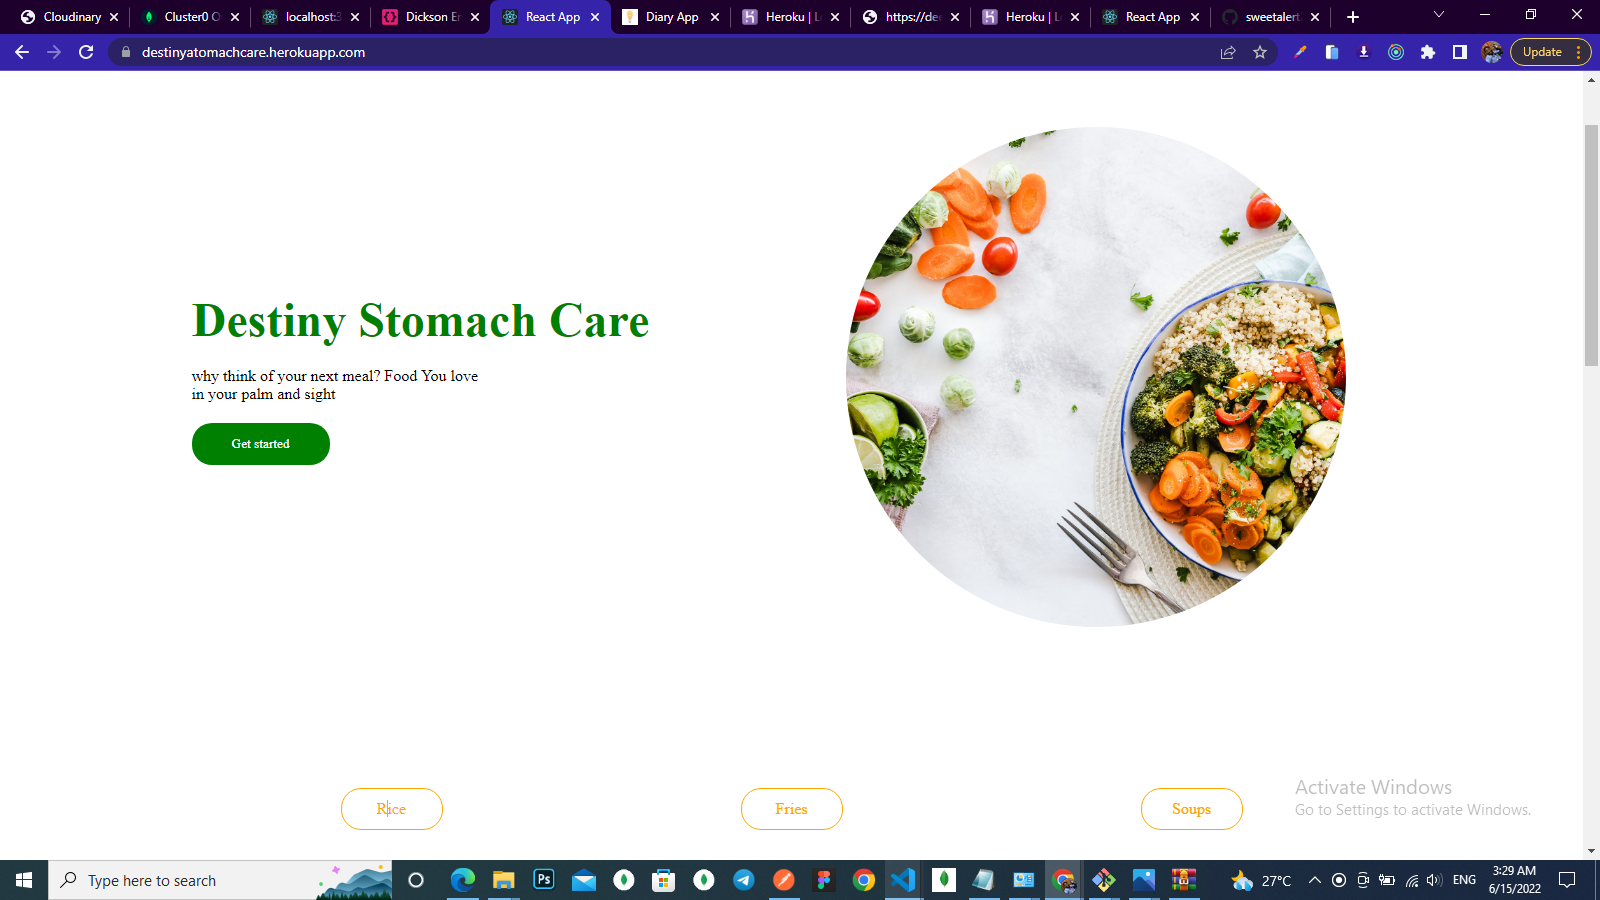 Cloudinary
Cluster0 O
localhost:3
Dickson Er
React App
Diary App
Heroku | L
https://dee
Heroku | L
React App
sweetalert
destinyatomachcare.herokuapp.com
Update
Destiny Stomach Care
why think of your next meal? Food You love
in your palm and sight
Get started
Rice
Fries
Soups
Activate Windows
Go to Settings to activate Windows.
Type here to search
Ps
27°C
ENG
3:29 AM
6/15/2022